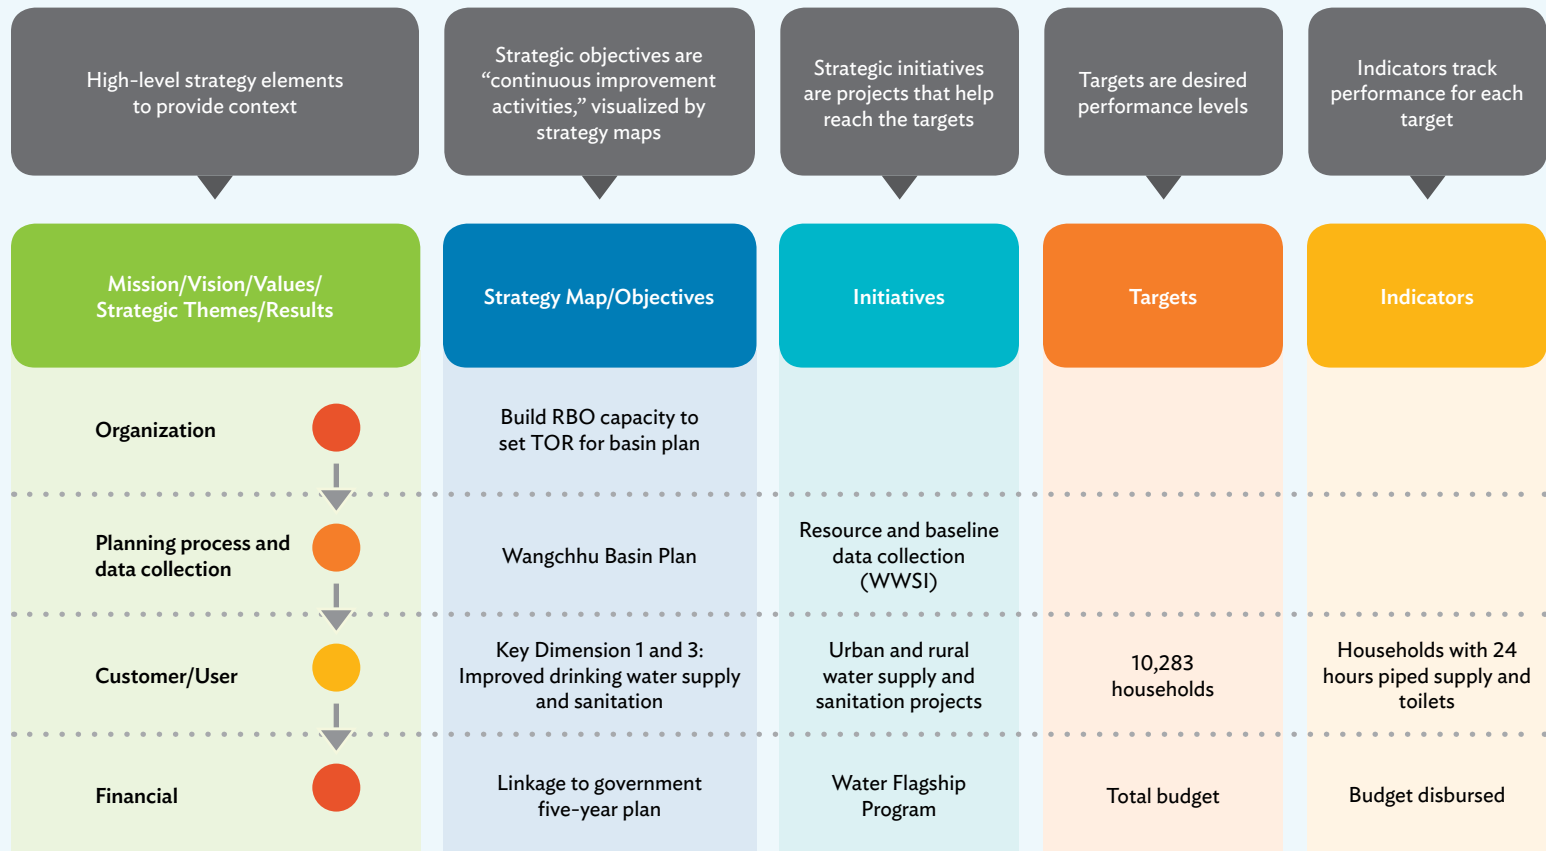 High-level strategy elements
to provide context
Strategic objectives are
“continuous improvement
activities,” visualized by
strategy maps
Strategic initiatives
are projects that help
reach the targets
Targets are desired
performance levels
Indicators track
performance for each
target
Mission/Vision/Values/
Strategic Themes/Results
Strategy Map/Objectives
Initiatives
Targets
Indicators
Organization
Build RBO capacity to
set TOR for basin plan
Planning process and
data collection
Wangchhu Basin Plan
Resource and baseline
data collection
(WWSI)
Customer/User
Key Dimension 1 and 3:
Improved drinking water supply
and sanitation
Urban and rural
water supply and
sanitation projects
10,283
households
Households with 24
hours piped supply and
toilets
Financial
Linkage to government
five-year plan
Water Flagship
Program
Total budget
Budget disbursed